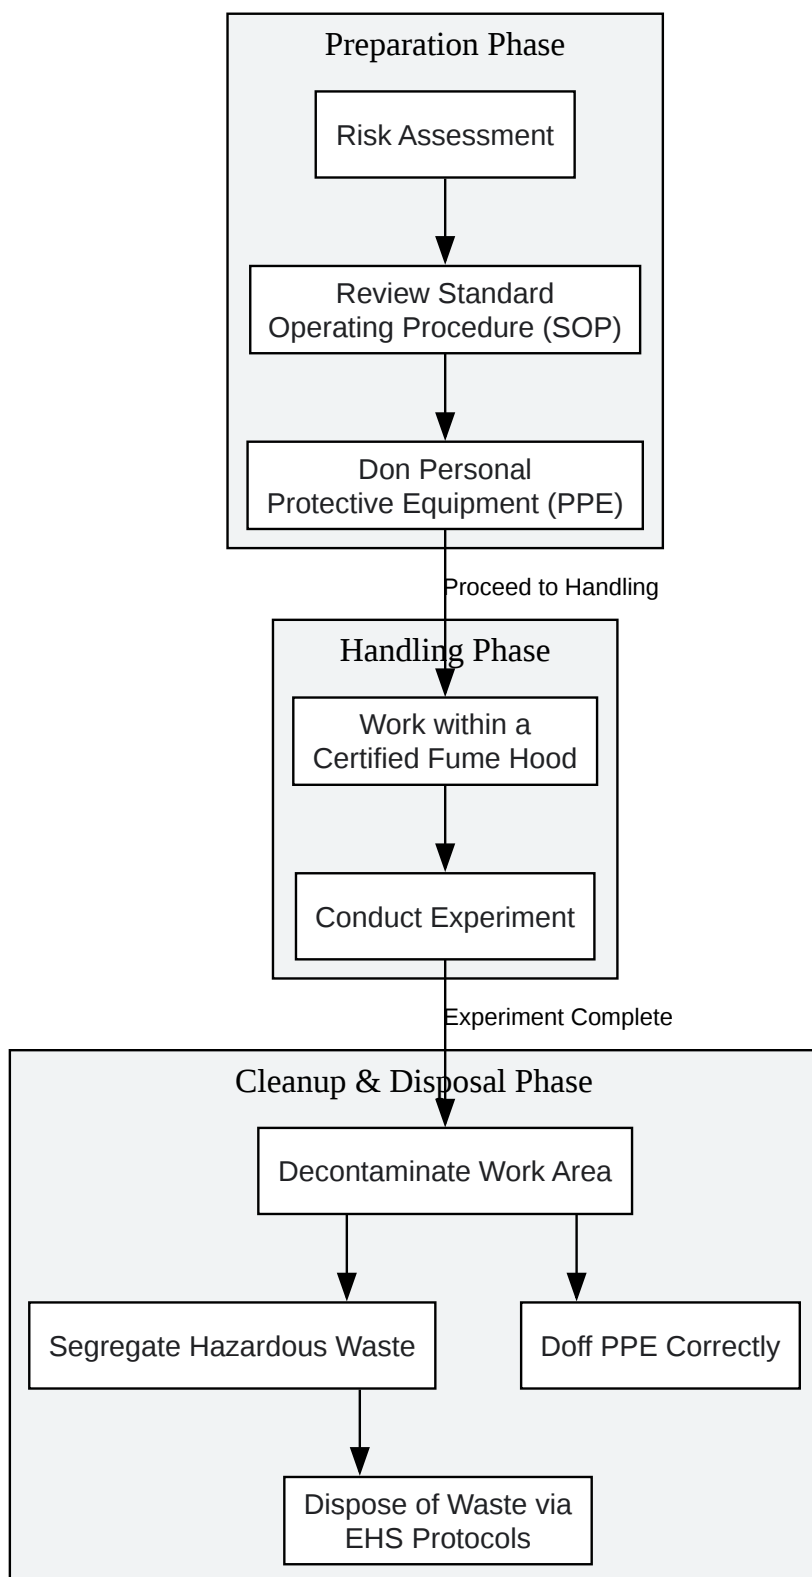 Preparation Phase
Risk Assessment
Review Standard
Operating Procedure (SOP)
Don Personal
Protective Equipment (PPE)
Proceed to Handling
Handling Phase
Work within a
Certified Fume Hood
Conduct Experiment
Experiment Complete
Cleanup & Disposal Phase
Decontaminate Work Area
Segregate Hazardous Waste
Doff PPE Correctly
Dispose of Waste via
EHS Protocols